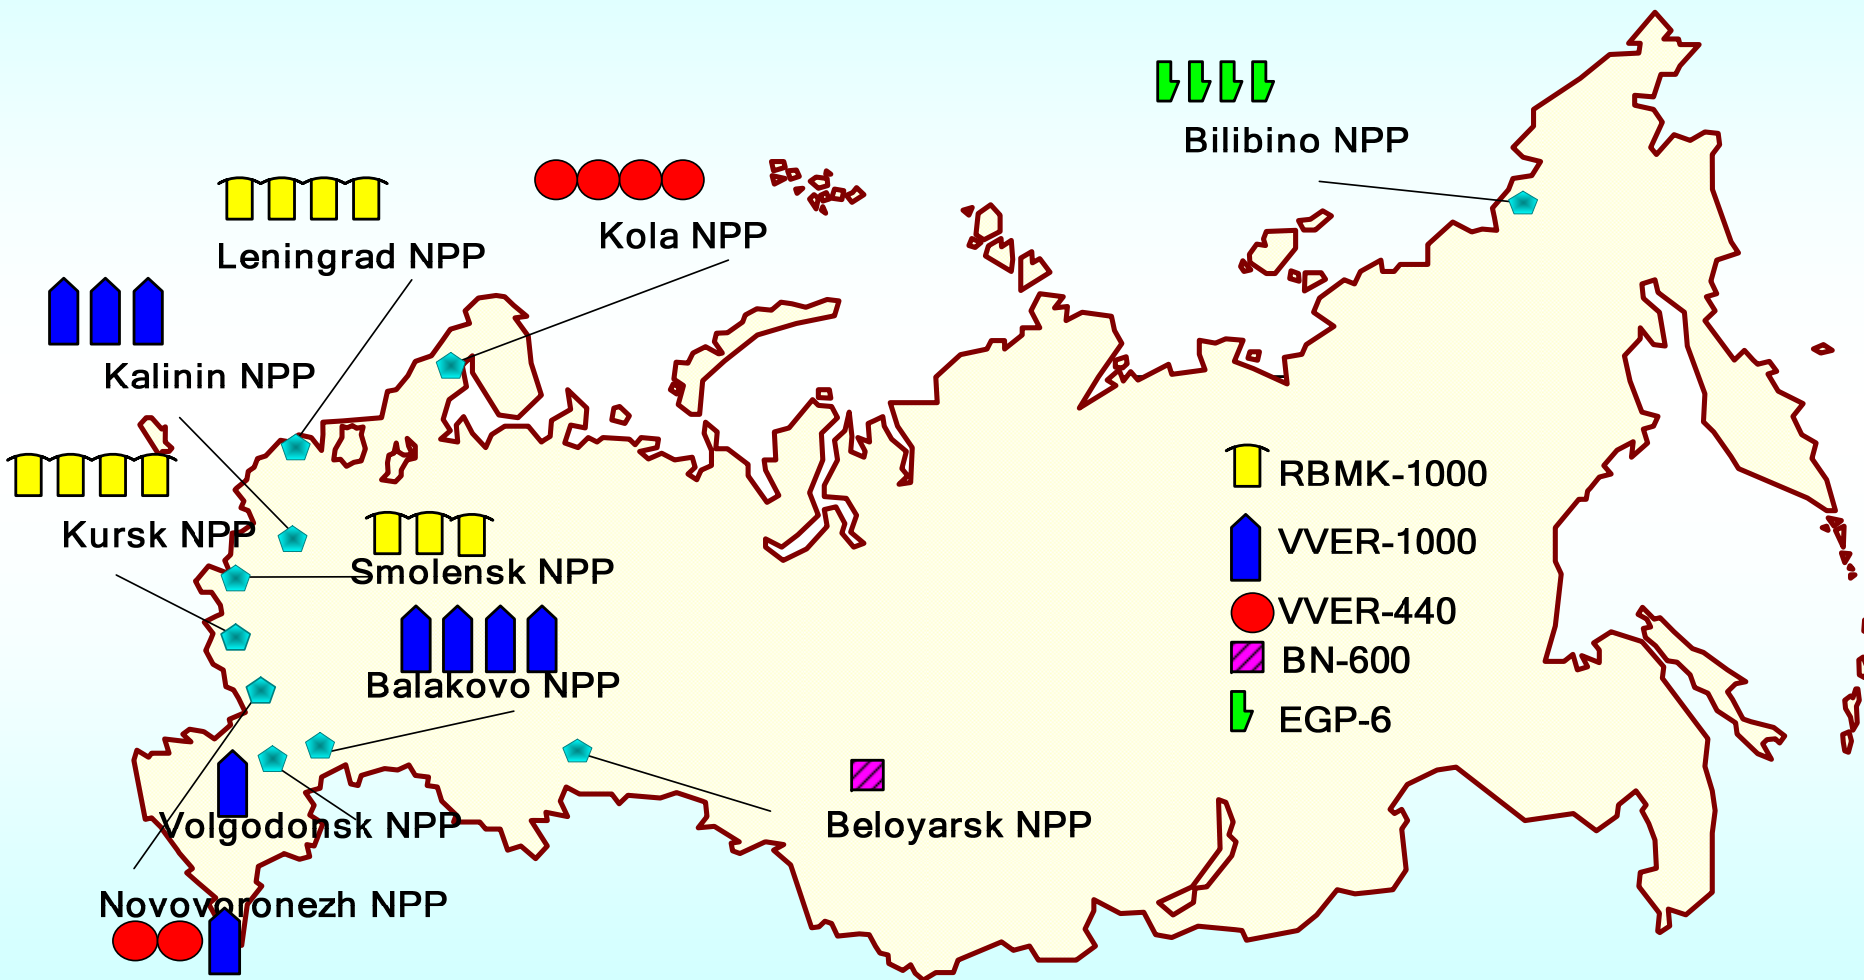 Bilibino NPP
Kola NPP
Leningrad NPP
Kalinin NPP
Kursk NPP
Smolensk NPP
Balakovo NPP
Volgodonsk NPP
Novovoronezh NPP
Beloyarsk NPP
RBMK-1000
VVER-1000
VVER-440
BN-600
EGP-6